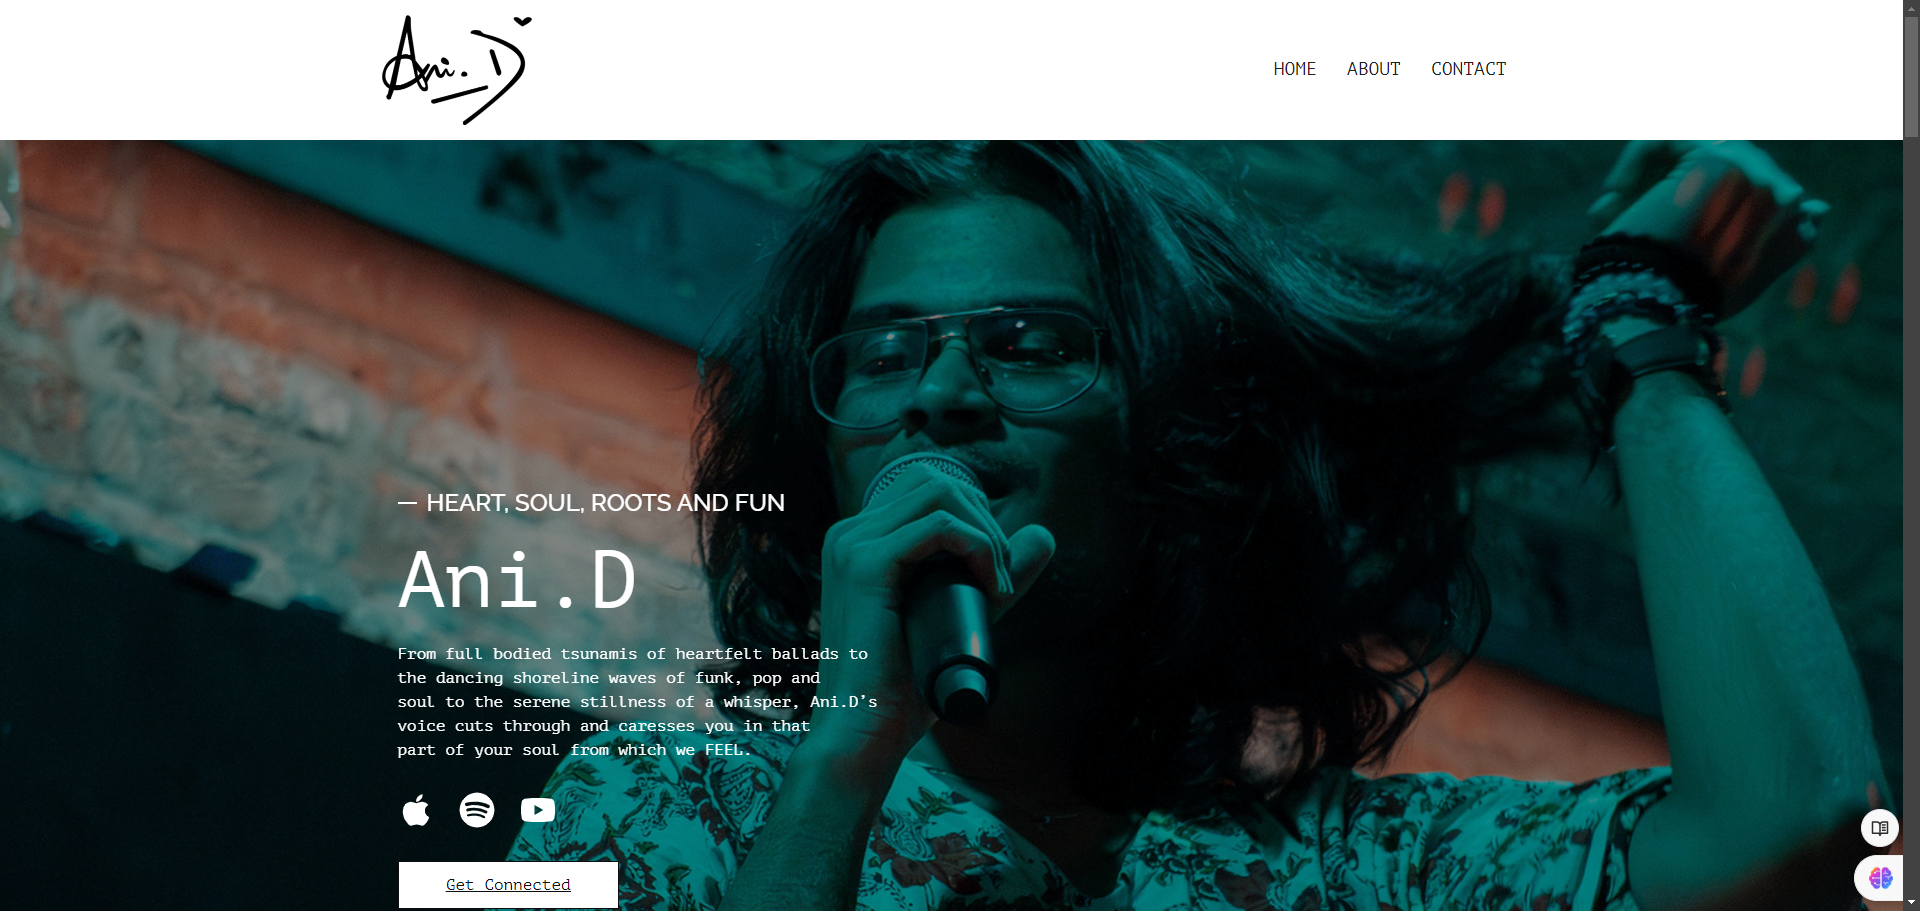 Ani.D
HOME ABOUT CONTACT
— HEART, SOUL, ROOTS AND FUN
Ani.D
From full bodied tsunamis of heartfelt ballads to
the dancing shoreline waves of funk, pop and
soul to the serene stillness of a whisper, Ani.D’s
voice cuts through and caresses you in that
part of your soul from which we FEEL.
Get Connected